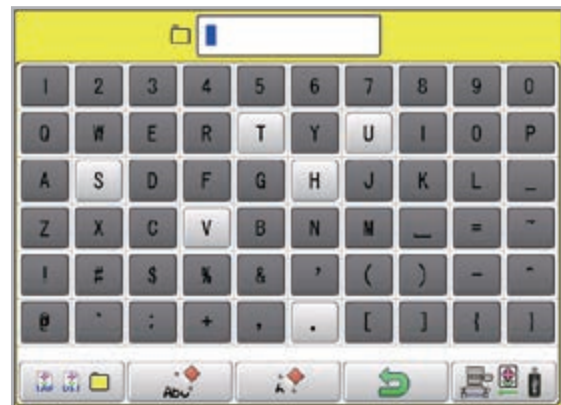 1 2 3 4 5 6 7 8 9 0
Q W E R T Y U I O P
A S D F G H J K L _
Z X C V B N M _ = ~
! # $ % & ' ( ) - ^
@ ` ; + , . [ ] { }
Abc A